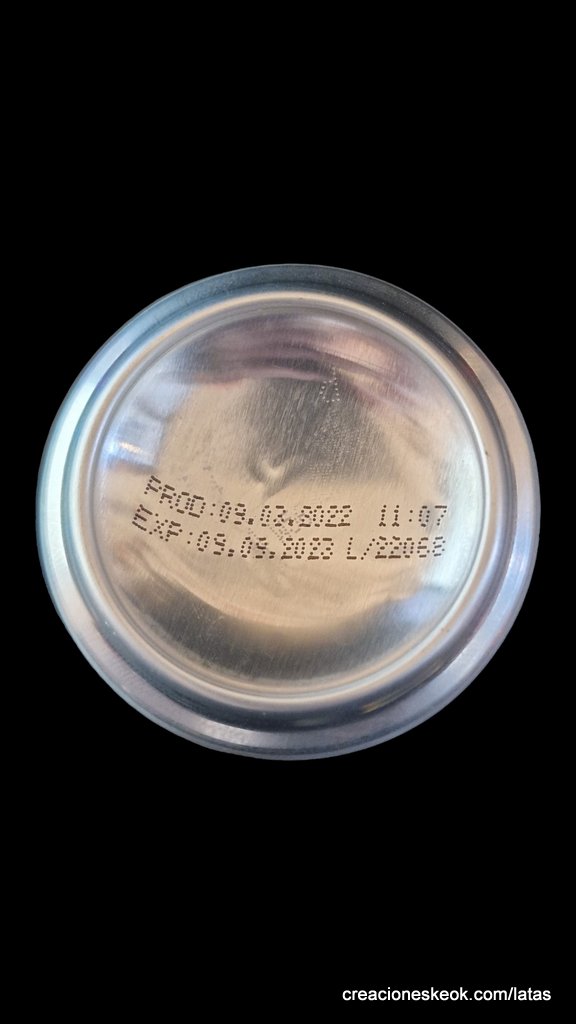 PROD:09.03.2022 11:07
EXP:09.09.2023 L/22068
creacioneskeok.com/latas